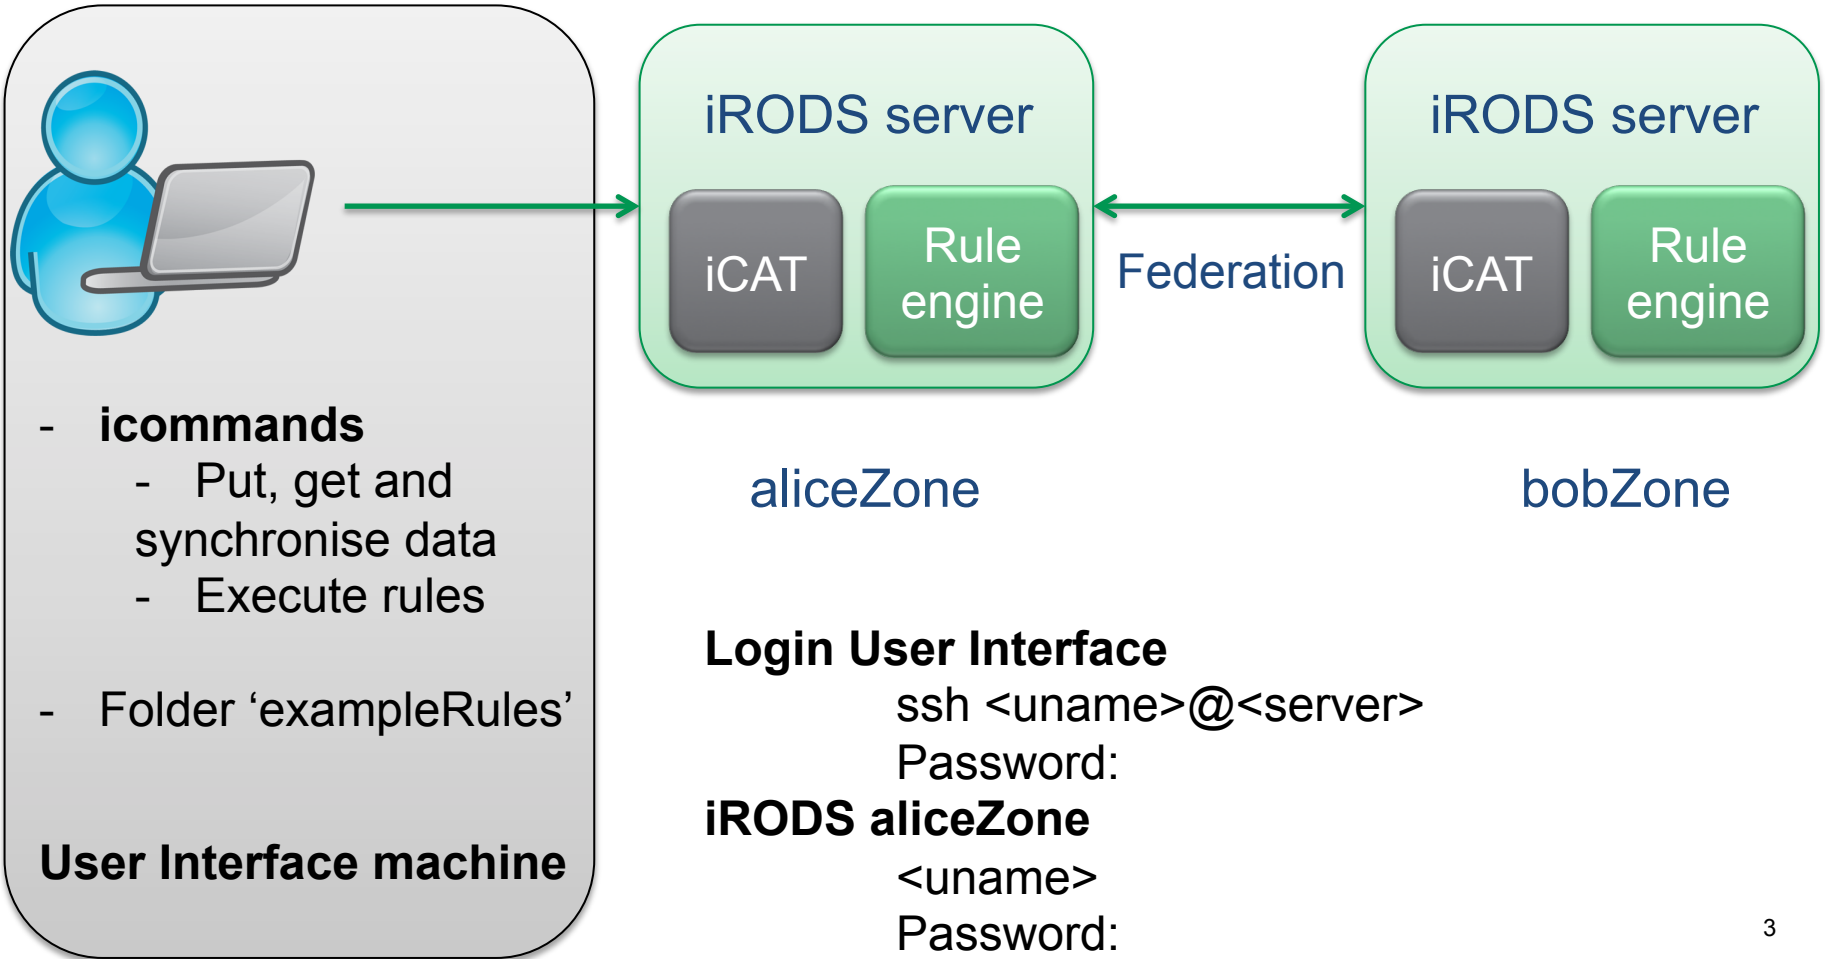 - icommands
- Put, get and
synchronise data
- Execute rules
- Folder ‘exampleRules’
User Interface machine
iRODS server
iCAT
Rule
engine
aliceZone
Federation
iRODS server
iCAT
Rule
engine
bobZone
Login User Interface
ssh <uname>@<server>
Password:
iRODS aliceZone
<uname>
Password:
3